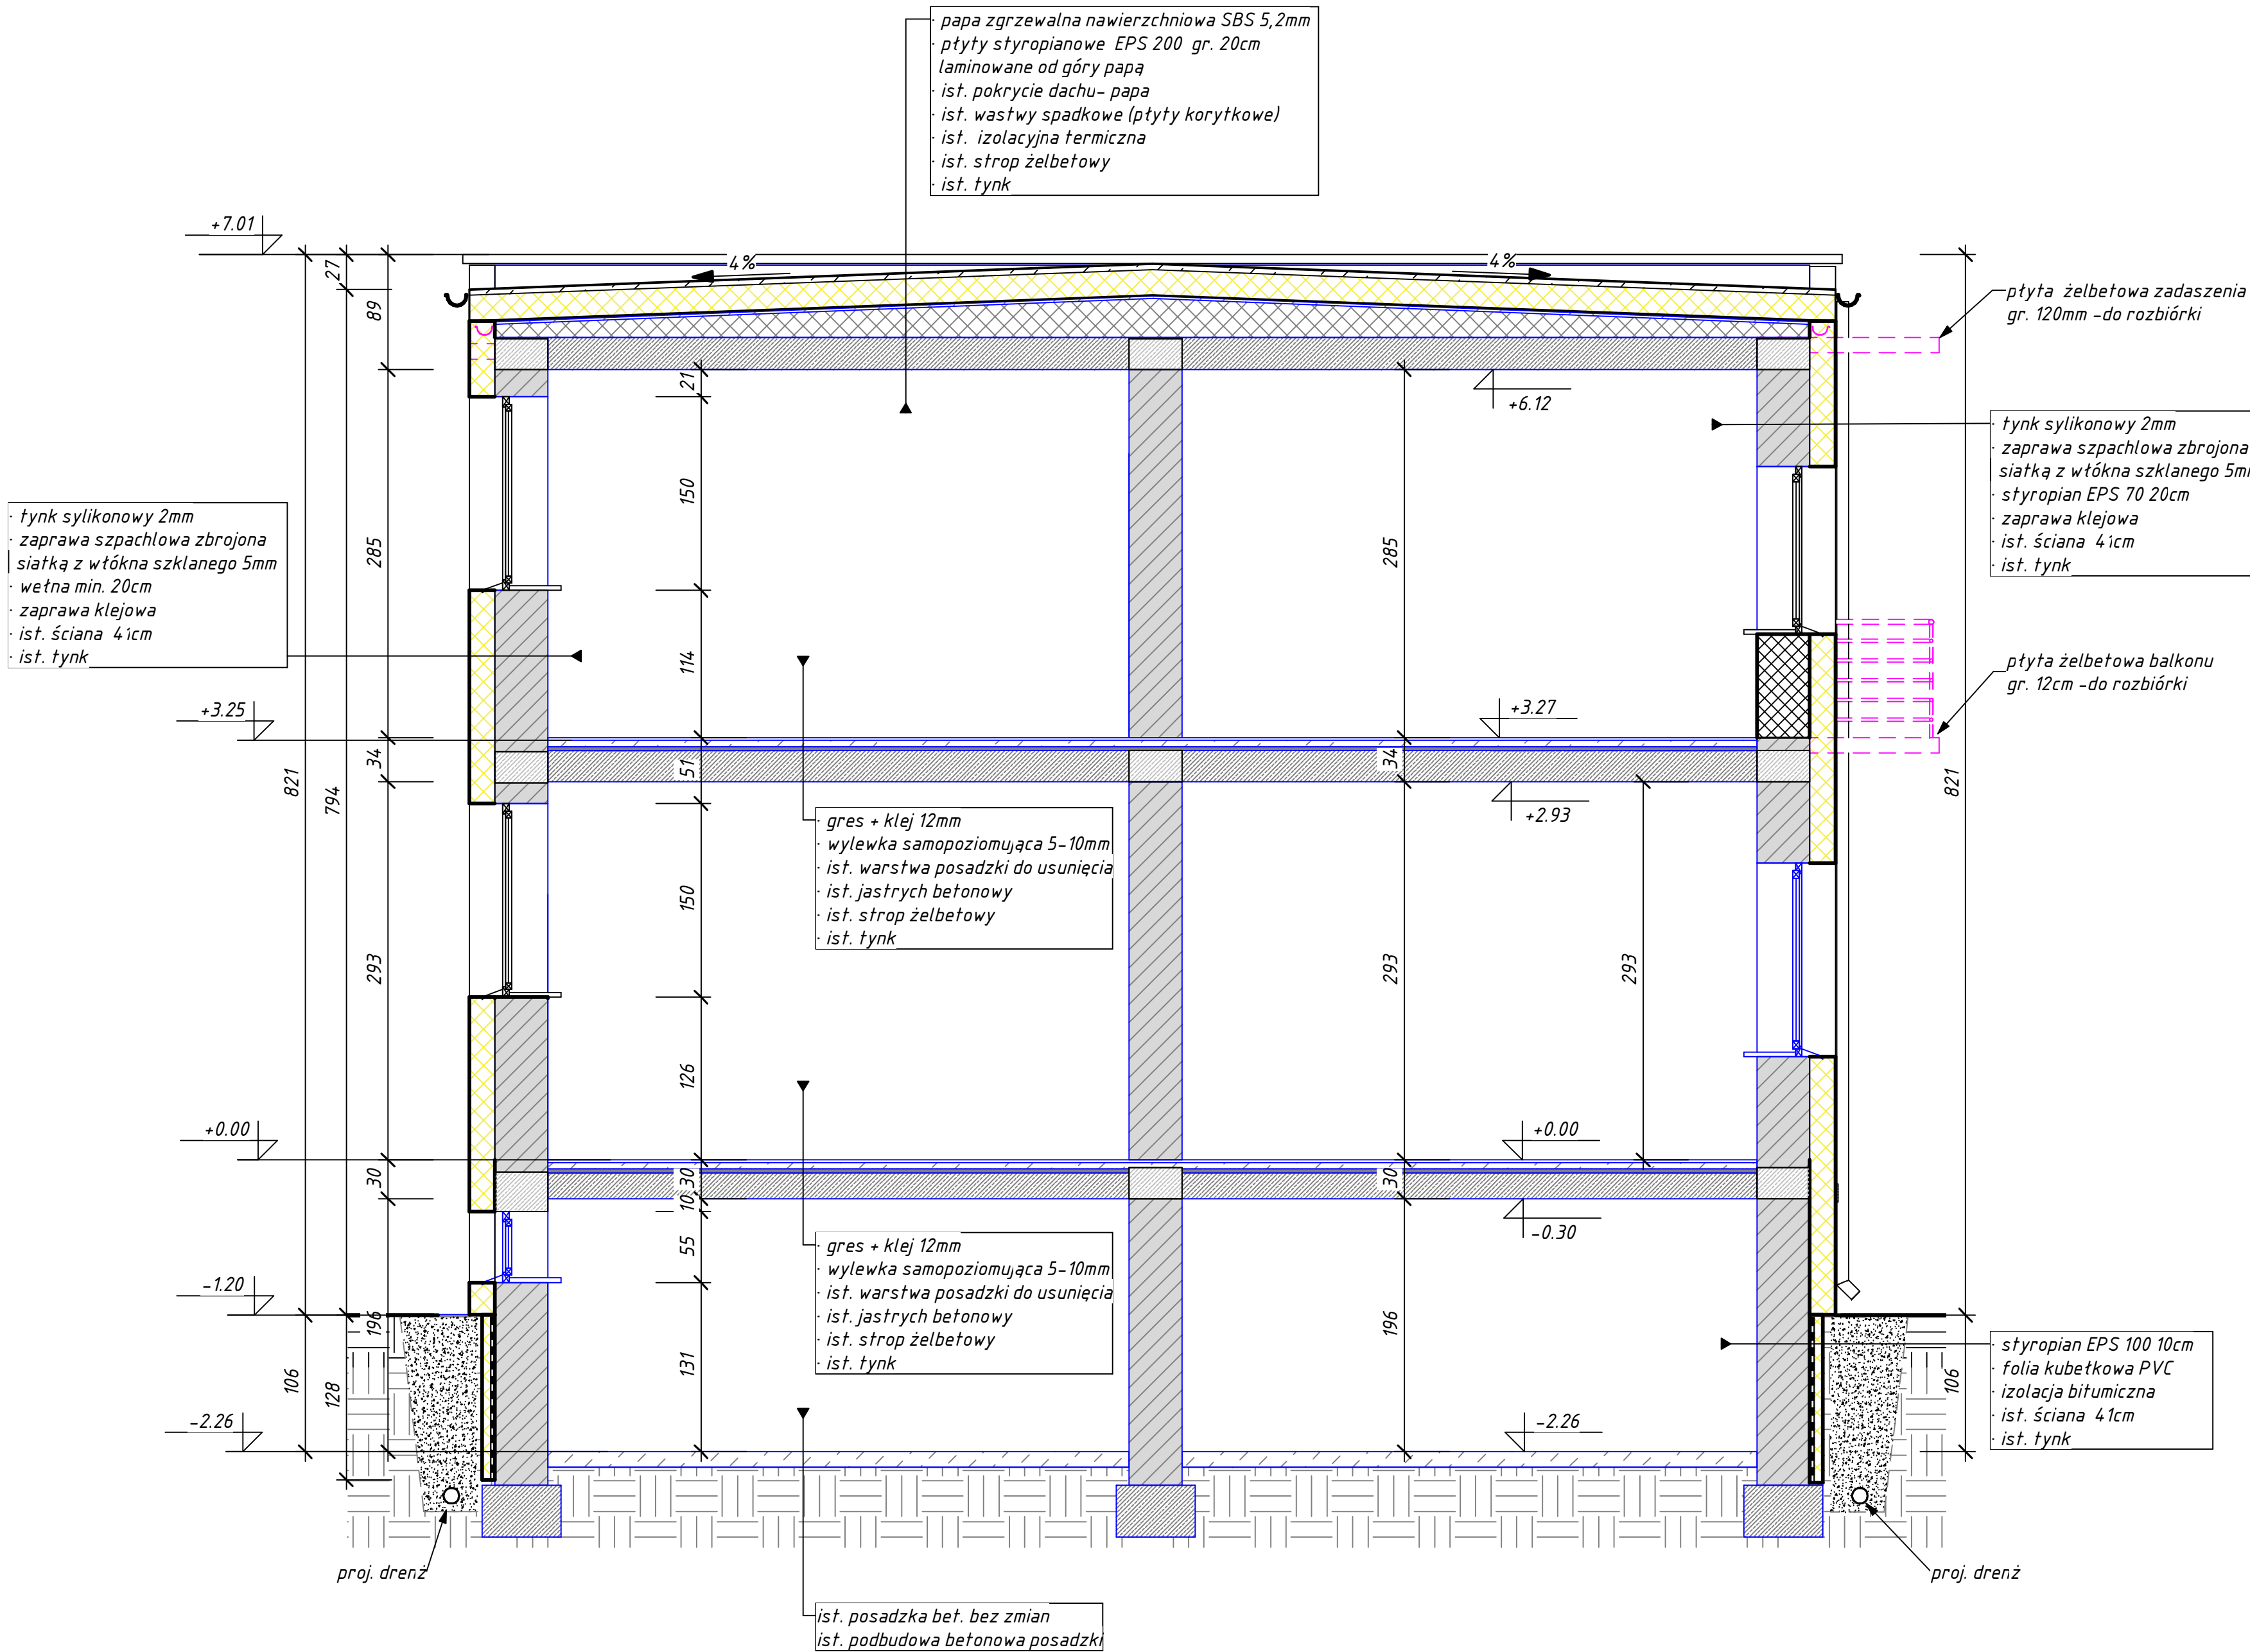 · papa zgrzewalna nawierzchniowa SBS 5,2mm
· płyty styropianowe EPS 200 gr. 20cm
laminowane od góry papą
· ist. pokrycie dachu- papa
· ist. wastwy spadkowe (płyty korytkowe)
· ist. izolacyjna termiczna
· ist. strop żelbetowy
· ist. tynk
+7.01
4%
4%
27
89
płyta żelbetowa zadaszenia
gr. 120mm -do rozbiórki
21
+6.12
· tynk sylikonowy 2mm
· zaprawa szpachlowa zbrojona
siatką z włókna szklanego 5m
· styropian EPS 70 20cm
· zaprawa klejowa
· ist. ściana 41cm
· ist. tynk
· tynk sylikonowy 2mm
· zaprawa szpachlowa zbrojona
siatką z włókna szklanego 5mm
· wełna min. 20cm
· zaprawa klejowa
· ist. ściana 41cm
· ist. tynk
285
150
285
114
płyta żelbetowa balkonu
gr. 12cm -do rozbiórki
+3.25
+3.27
821
794
34
51
34
821
+2.93
· gres + klej 12mm
· wylewka samopoziomująca 5-10mm
· ist. warstwa posadzki do usunięcia
· ist. jastrych betonowy
· ist. strop żelbetowy
· ist. tynk
293
150
293
293
126
+0.00
+0.00
30
30
10
30
-0.30
· gres + klej 12mm
· wylewka samopoziomująca 5-10mm
· ist. warstwa posadzki do usunięcia
· ist. jastrych betonowy
· ist. strop żelbetowy
· ist. tynk
55
-1.20
196
196
131
106
128
106
· styropian EPS 100 10cm
· folia kubełkowa PVC
· izolacja bitumiczna
· ist. ściana 41cm
· ist. tynk
-2.26
-2.26
proj. drenż
proj. drenż
ist. posadzka bet. bez zmian
ist. podbudowa betonowa posadzki